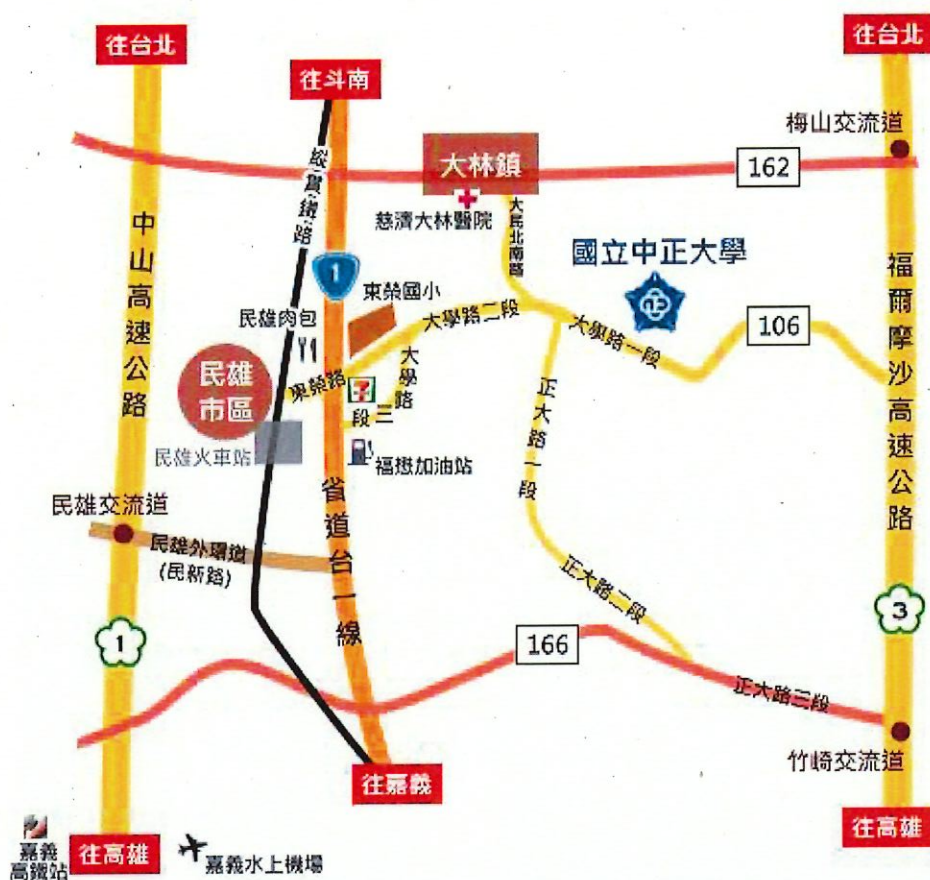 往台北
往台北
往斗南
梅山交流道
162
大林鎮
縱貫鐵路
慈濟大林醫院
大民北南路
中山高速公路
國立中正大學
福爾摩沙高速公路
1
東榮國小
民雄肉包
大學路二段
大學路一段
106
民雄
市區
東榮路
大學路三段
正大路一段
民雄火車站
福懋加油站
省道台一線
民雄交流道
民雄外環道
(民新路)
正大路二段
1
3
166
正大路三段
竹崎交流道
往嘉義
往高雄
往高雄
嘉義
高鐵站
嘉義水上機場
7